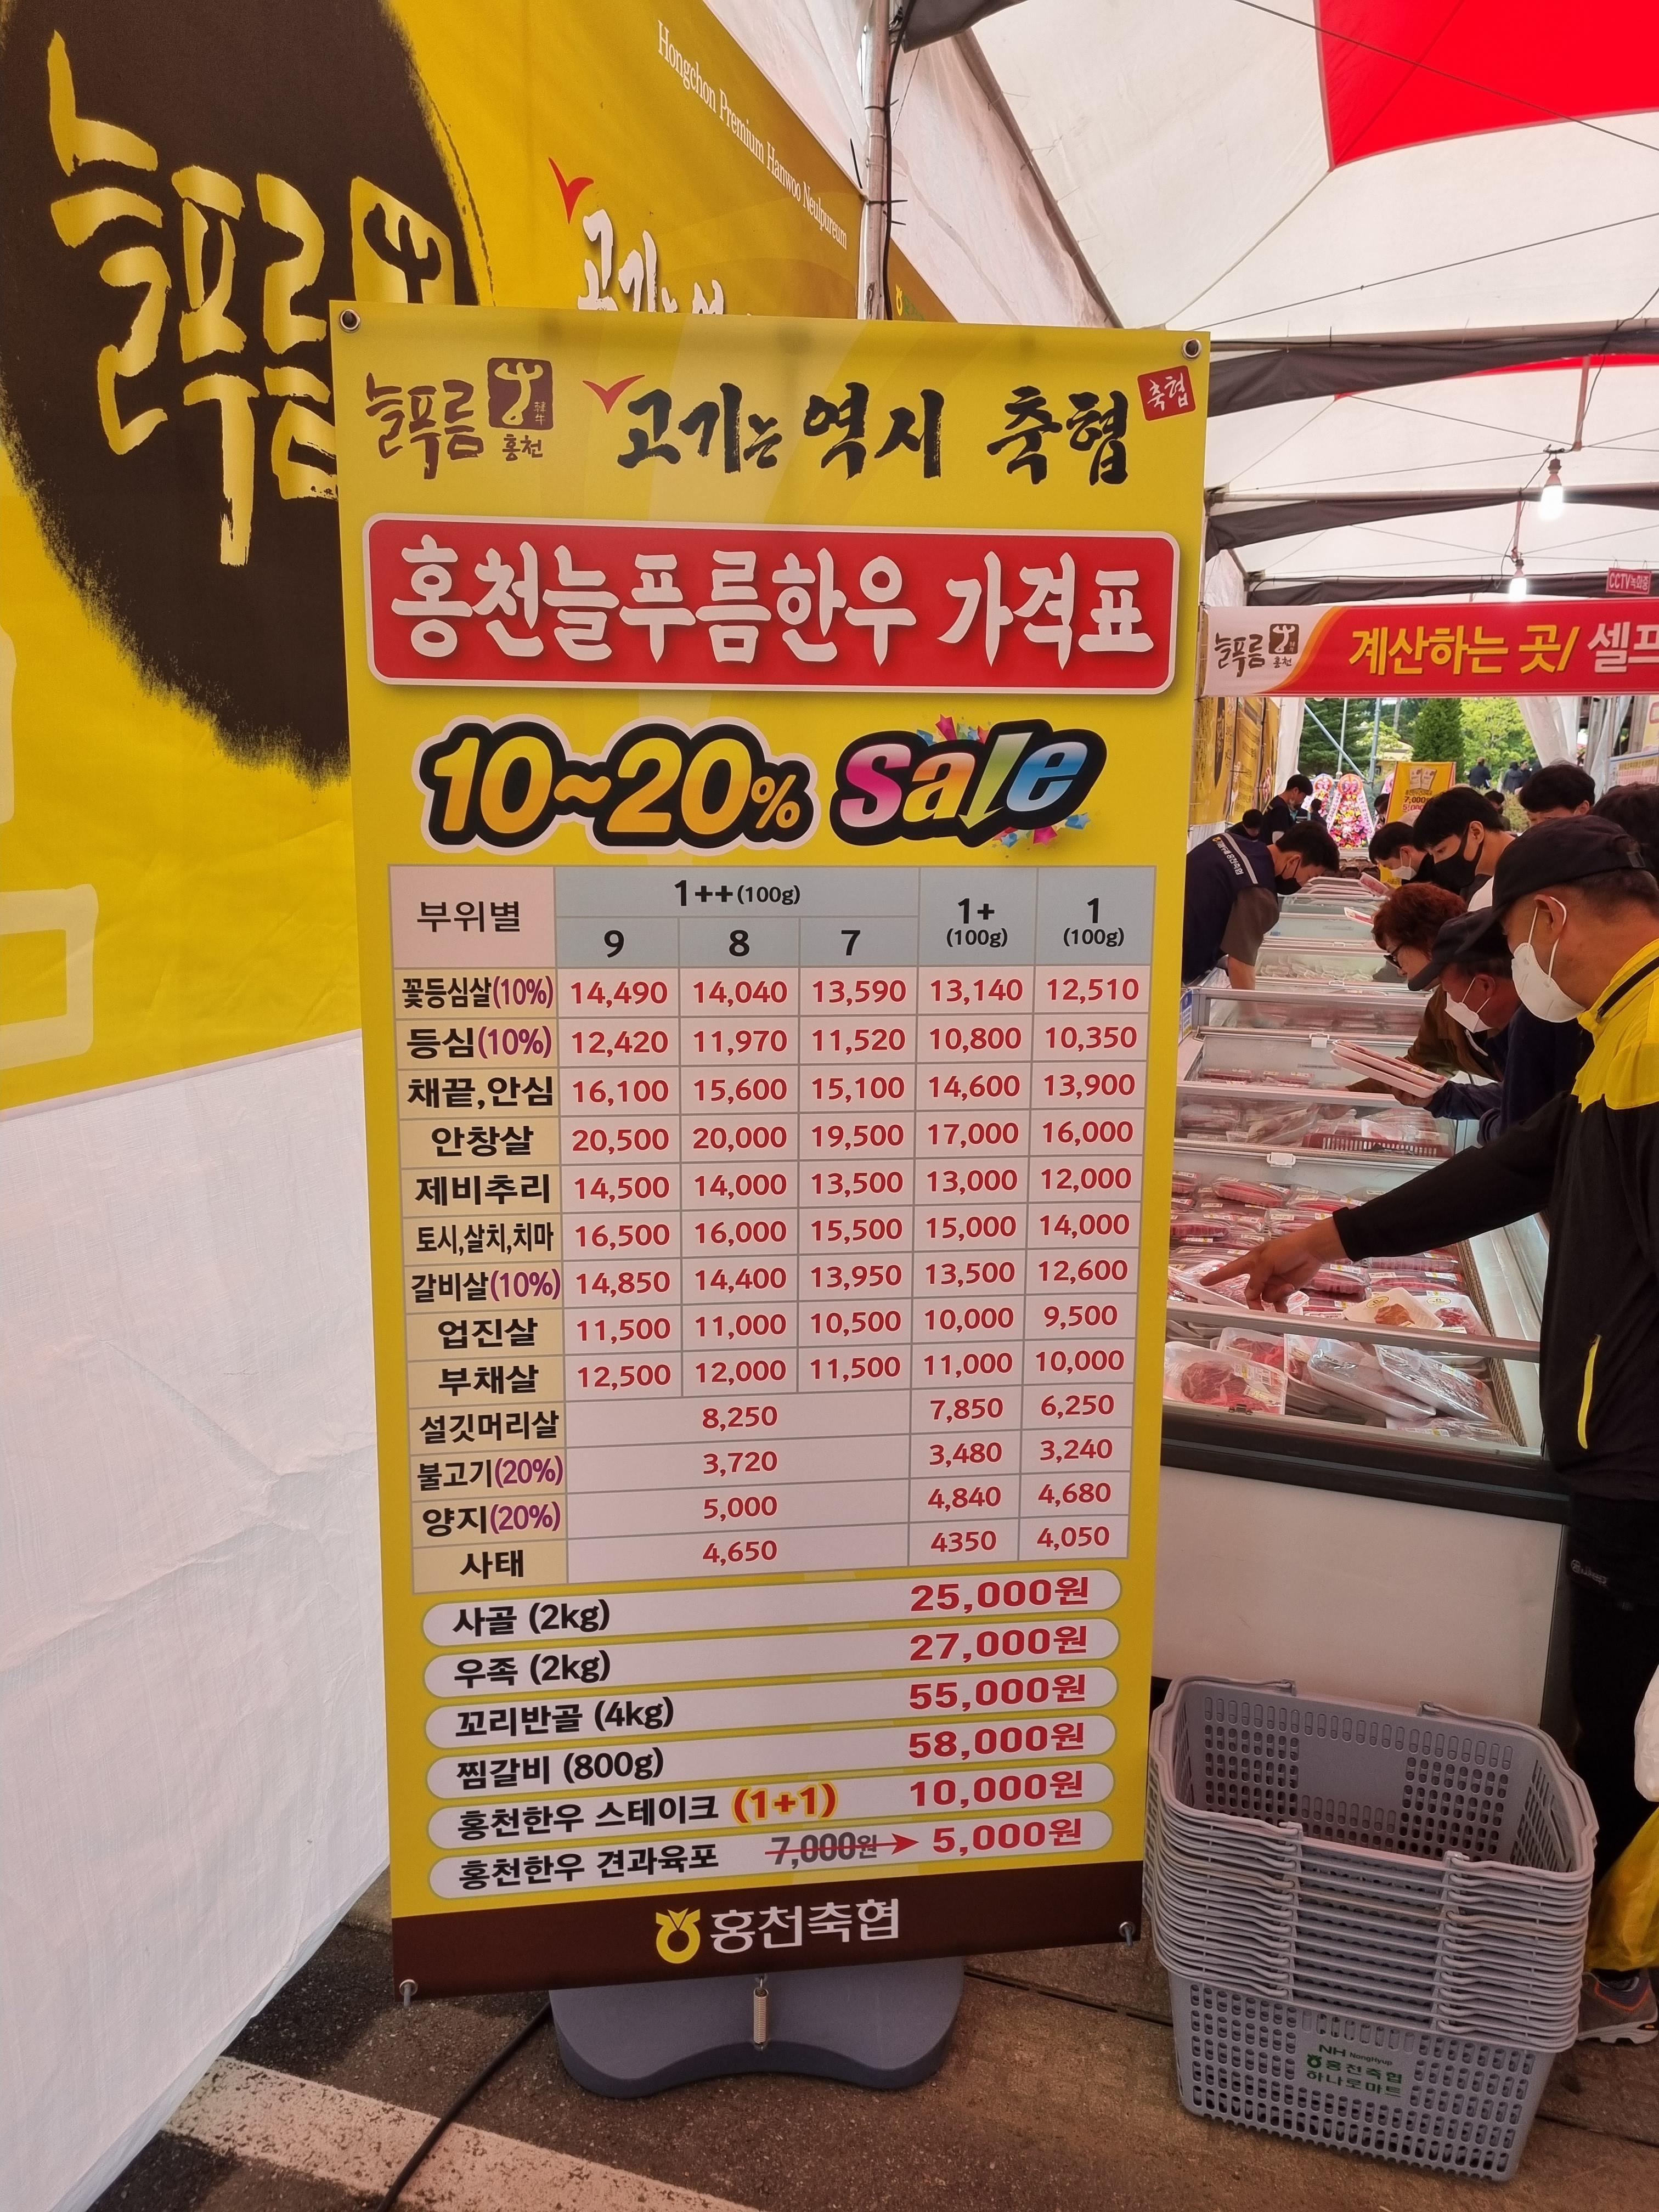 Hongchon Premium Hanwoo Neulpureum
늘푸름
고기는 역
늘푸름 홍천 고기는 역시 축협 축협
홍천늘푸름한우 가격표
10~20% Sale
부위별 1++(100g) 1+ (100g) 1 (100g)
9 8 7
꽃등심살(10%) 14,490 14,040 13,590 13,140 12,510
등심(10%) 12,420 11,970 11,520 10,800 10,350
채끝,안심 16,100 15,600 15,100 14,600 13,900
안창살 20,500 20,000 19,500 17,000 16,000
제비추리 14,500 14,000 13,500 13,000 12,000
토시,살치,치마 16,500 16,000 15,500 15,000 14,000
갈비살(10%) 14,850 14,400 13,950 13,500 12,600
업진살 11,500 11,000 10,500 10,000 9,500
부채살 12,500 12,000 11,500 11,000 10,000
설깃머리살 8,250 7,850 6,250
불고기(20%) 3,720 3,480 3,240
양지(20%) 5,000 4,840 4,680
사태 4,650 4350 4,050
사골 (2kg) 25,000원
우족 (2kg) 27,000원
꼬리반골 (4kg) 55,000원
찜갈비 (800g) 58,000원
홍천한우 스테이크 (1+1) 10,000원
홍천한우 견과육포 7,000원 → 5,000원
홍천축협
CCTV녹화중
늘푸름 홍천 계산하는 곳/ 셀프
NH NongHyup
홍천축협
하나로마트